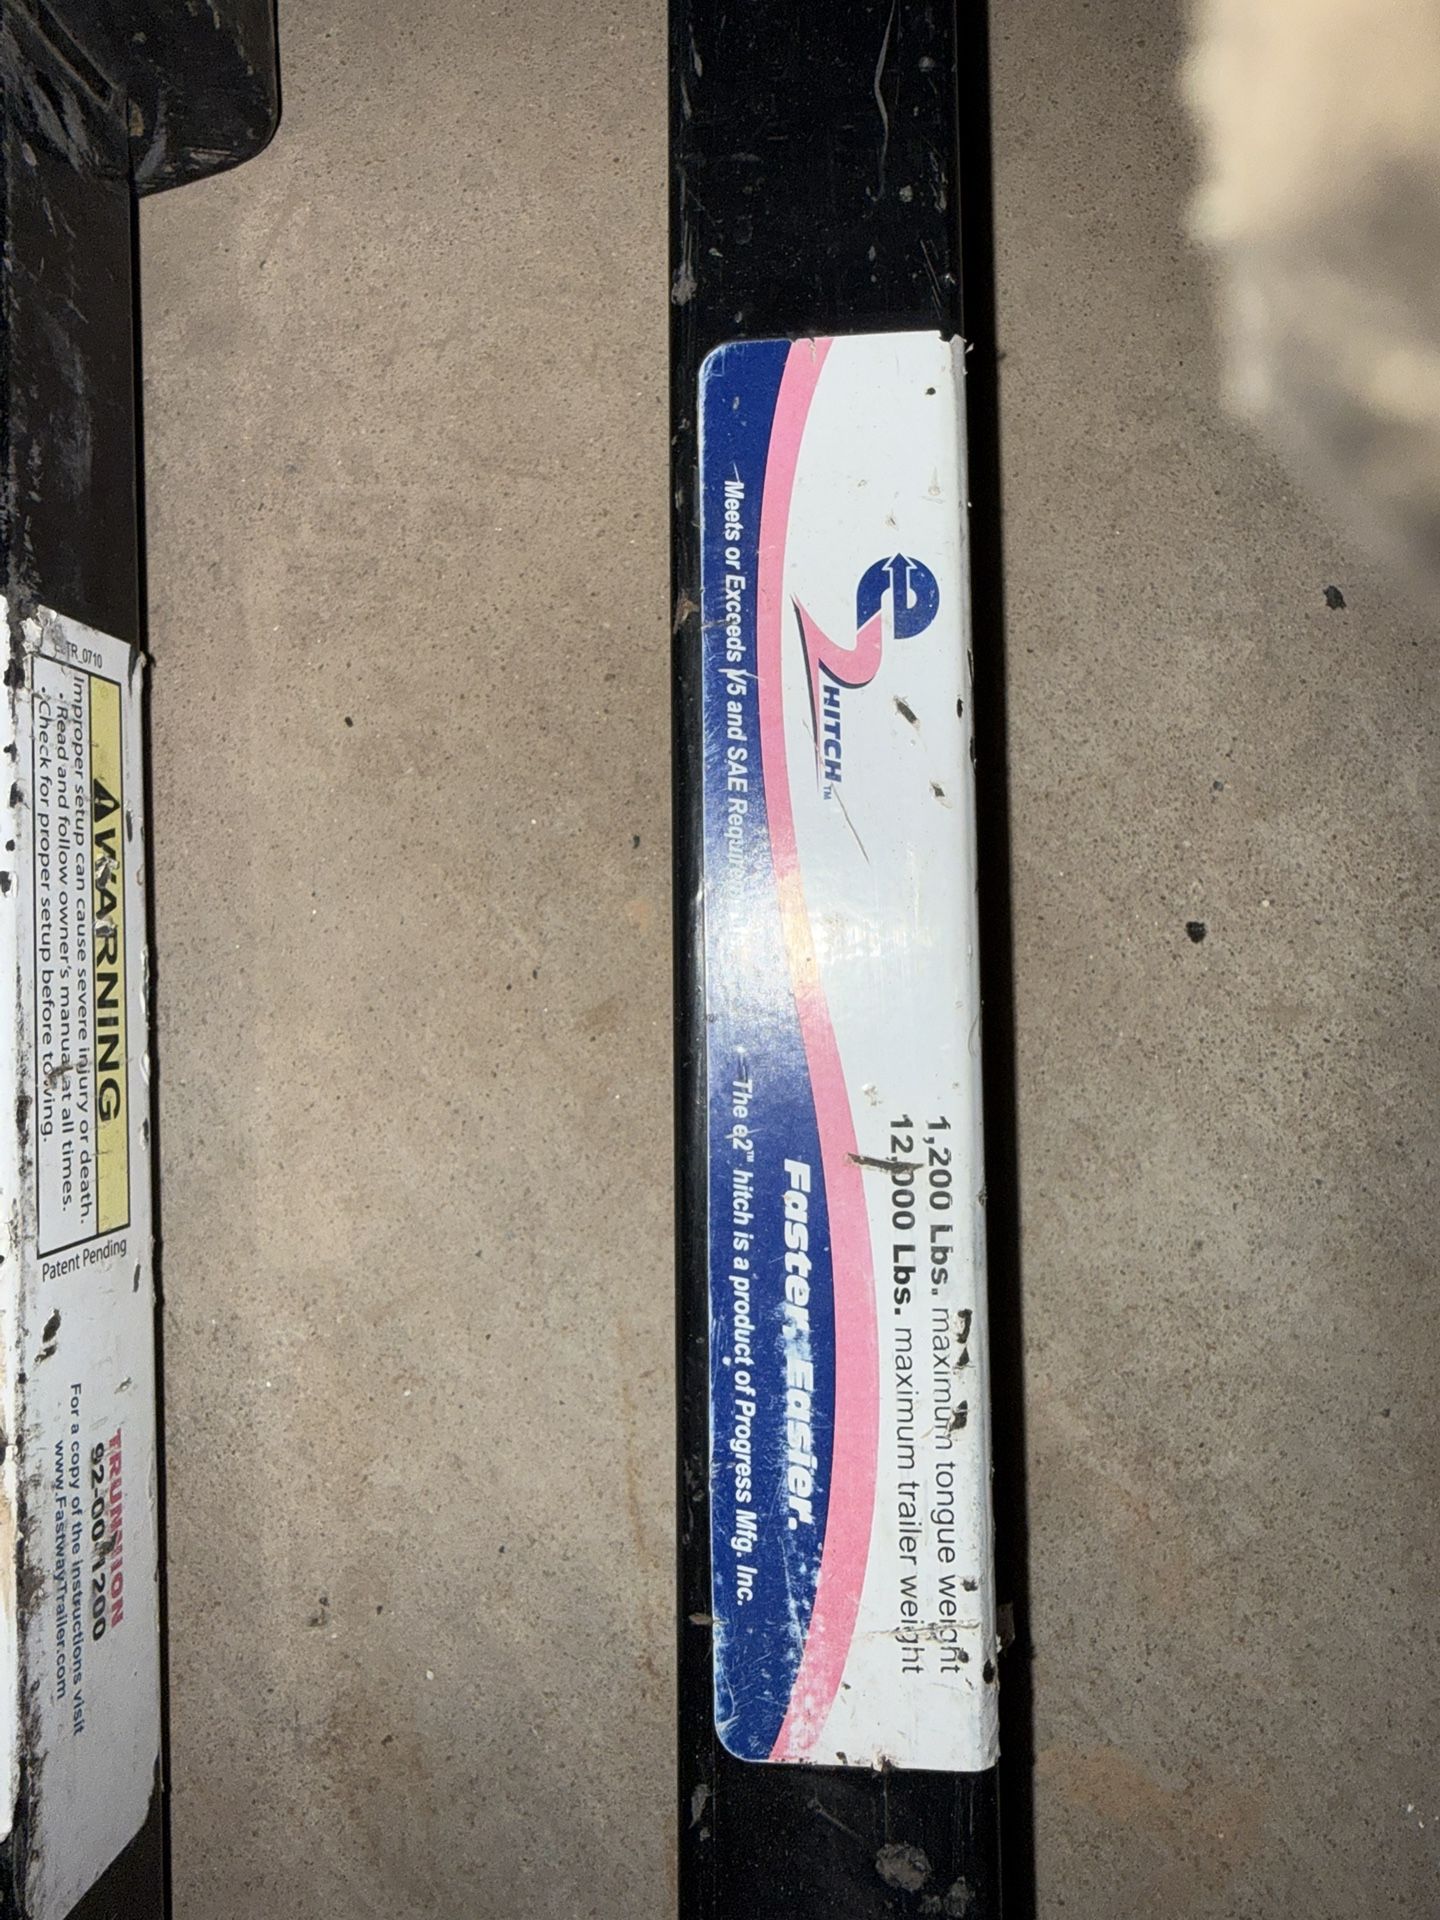 e2 HITCH™
1,200 Lbs. maximum tongue weight
12,000 Lbs. maximum trailer weight
Faster. Easier.
Meets or Exceeds V5 and SAE
The e2™ hitch is a product of Progress Mfg. Inc.
WARNING
Improper setup can cause severe injury or death.
· Read and follow owner's manual at all times.
· Check for proper setup before towing.
Patent Pending
TRUNNION
92-00-1200
For a copy of the instructions visit
www.FastwayTrailer.com